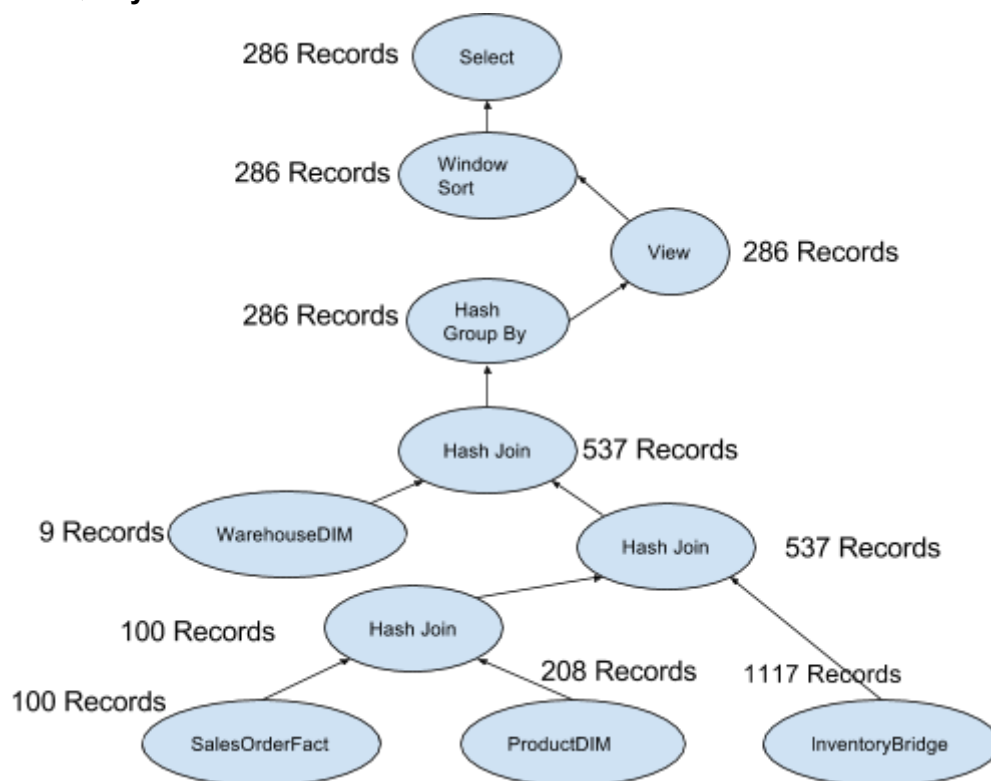 286 Records
Select
286 Records
Window
Sort
View
286 Records
286 Records
Hash
Group By
Hash Join
537 Records
9 Records
WarehouseDIM
Hash Join
537 Records
100 Records
Hash Join
208 Records
1117 Records
100 Records
SalesOrderFact
ProductDIM
InventoryBridge